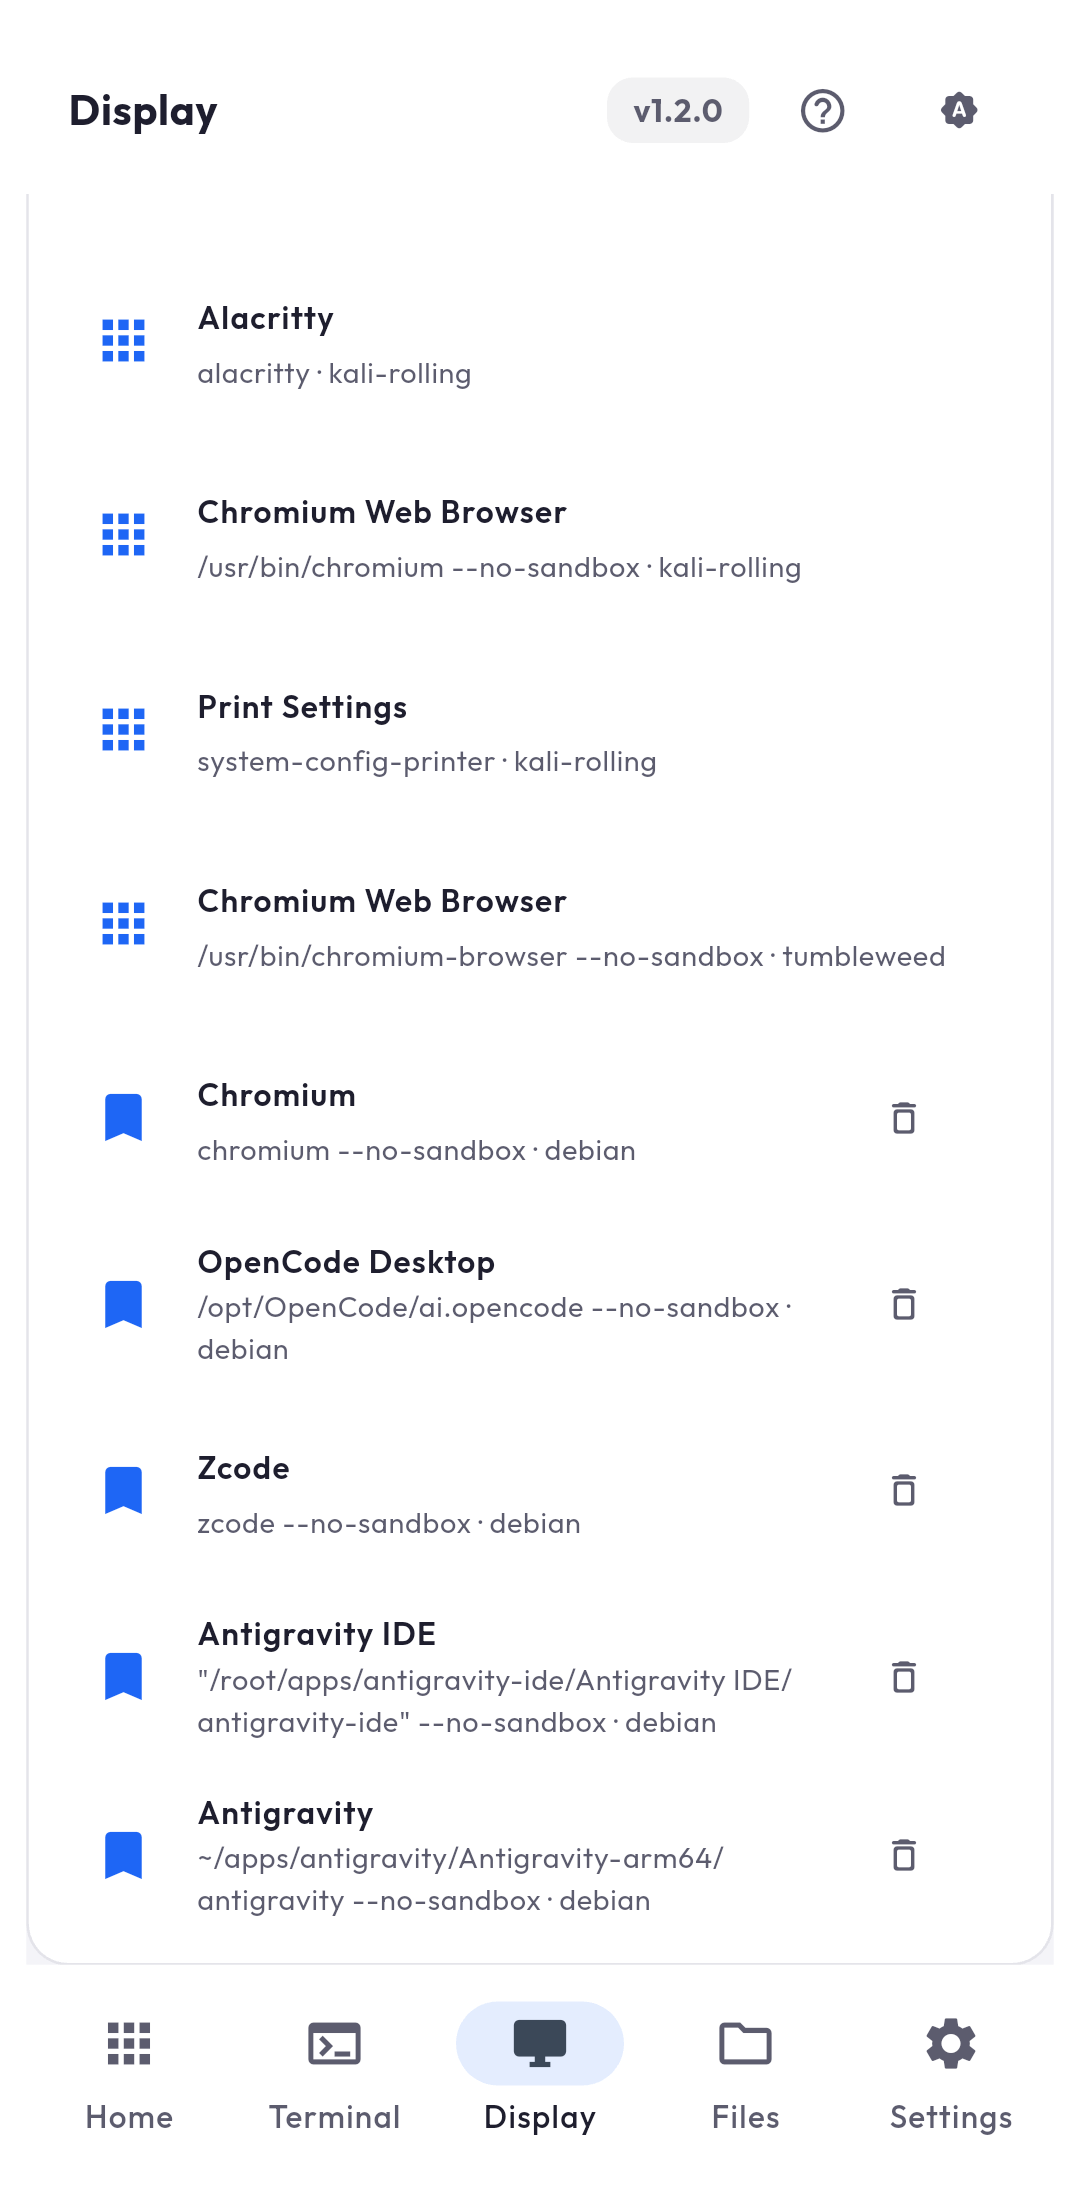 Display
v1.2.0
A
Alacritty
alacritty · kali-rolling
Chromium Web Browser
/usr/bin/chromium --no-sandbox · kali-rolling
Print Settings
system-config-printer · kali-rolling
Chromium Web Browser
/usr/bin/chromium-browser --no-sandbox · tumbleweed
Chromium
chromium --no-sandbox · debian
OpenCode Desktop
/opt/OpenCode/ai.opencode --no-sandbox ·
debian
Zcode
zcode --no-sandbox · debian
Antigravity IDE
"/root/apps/antigravity-ide/Antigravity IDE/
antigravity-ide" --no-sandbox · debian
Antigravity
~/apps/antigravity/Antigravity-arm64/
antigravity --no-sandbox · debian
Home
Terminal
Display
Files
Settings